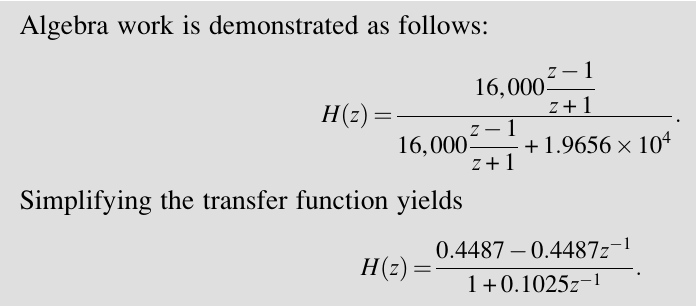 Algebra work is demonstrated as follows:
H(z) = \frac{16,000\frac{z-1}{z+1}}{16,000\frac{z-1}{z+1} + 1.9656 \times 10^4}.
Simplifying the transfer function yields
H(z) = \frac{0.4487 - 0.4487z^{-1}}{1 + 0.1025z^{-1}}.